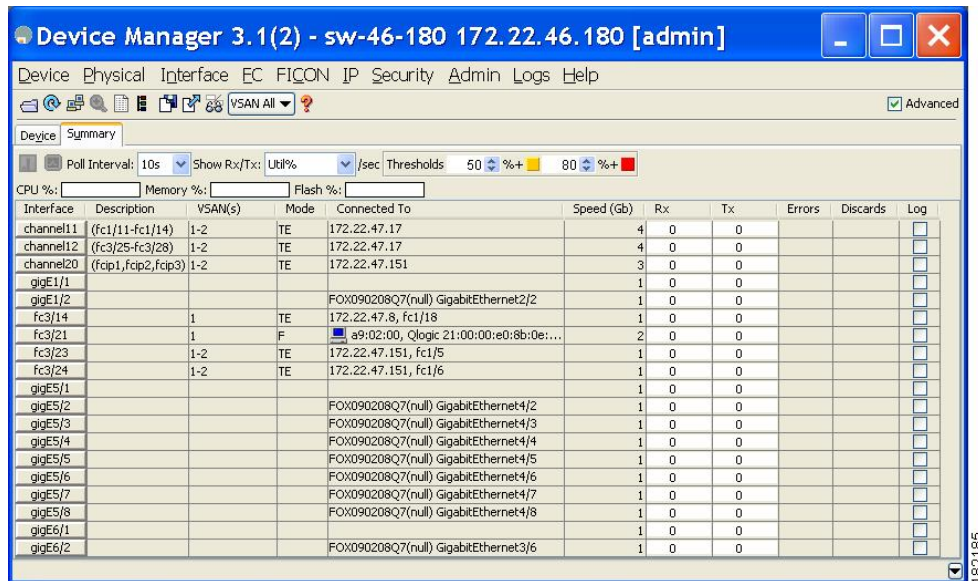 Device Manager 3.1(2) - sw-46-180 172.22.46.180 [admin]
Device Physical Interface FC FICON IP Security Admin Logs Help
VSAN All ? Advanced
Device Summary
Poll Interval: 10s Show Rx/Tx: Util% /sec Thresholds 50 %+ 80 %+
CPU %: Memory %: Flash %:
Interface Description VSAN(s) Mode Connected To Speed (Gb) Rx Tx Errors Discards Log
channel11 (fc1/11-fc1/14) 1-2 TE 172.22.47.17 4 0 0
channel12 (fc3/25-fc3/28) 1-2 TE 172.22.47.17 4 0 0
channel20 (fcip1,fcip2,fcip3) 1-2 TE 172.22.47.151 3 0 0
gigE1/1 1 0 0
gigE1/2 FOX090208Q7(null) GigabitEthernet2/2 1 0 0
fc3/14 1 TE 172.22.47.8, fc1/18 1 0 0
fc3/21 1 F a9:02:00, Qlogic 21:00:00:e0:8b:0e:... 2 0 0
fc3/23 1-2 TE 172.22.47.151, fc1/5 1 0 0
fc3/24 1-2 TE 172.22.47.151, fc1/6 1 0 0
gigE5/1 1 0 0
gigE5/2 FOX090208Q7(null) GigabitEthernet4/2 1 0 0
gigE5/3 FOX090208Q7(null) GigabitEthernet4/3 1 0 0
gigE5/4 FOX090208Q7(null) GigabitEthernet4/4 1 0 0
gigE5/5 FOX090208Q7(null) GigabitEthernet4/5 1 0 0
gigE5/6 FOX090208Q7(null) GigabitEthernet4/6 1 0 0
gigE5/7 FOX090208Q7(null) GigabitEthernet4/7 1 0 0
gigE5/8 FOX090208Q7(null) GigabitEthernet4/8 1 0 0
gigE6/1 1 0 0
gigE6/2 FOX090208Q7(null) GigabitEthernet3/6 1 0 0